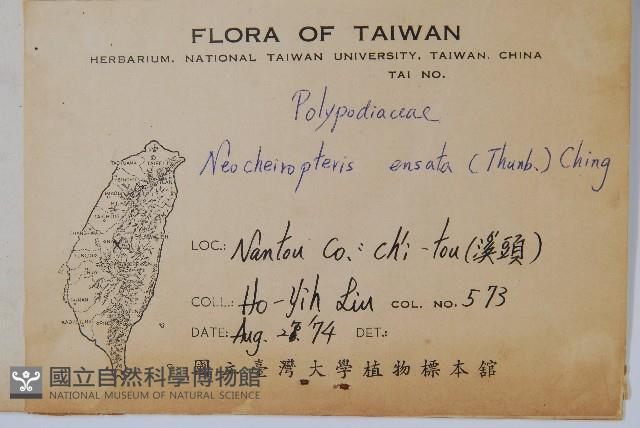 FLORA OF TAIWAN
HERBARIUM, NATIONAL TAIWAN UNIVERSITY, TAIWAN, CHINA
TAI NO.
Polypodiaceae
Neocheiropteris ensata (Thunb.) Ching
LOC.: Nantou Co.: chi-tou (溪頭)
COLL.: Ho-Yih Liu COL. NO. 573
DATE: Aug. '74 DET.:
國立臺灣大學植物標本館
國立自然科學博物館
NATIONAL MUSEUM OF NATURAL SCIENCE